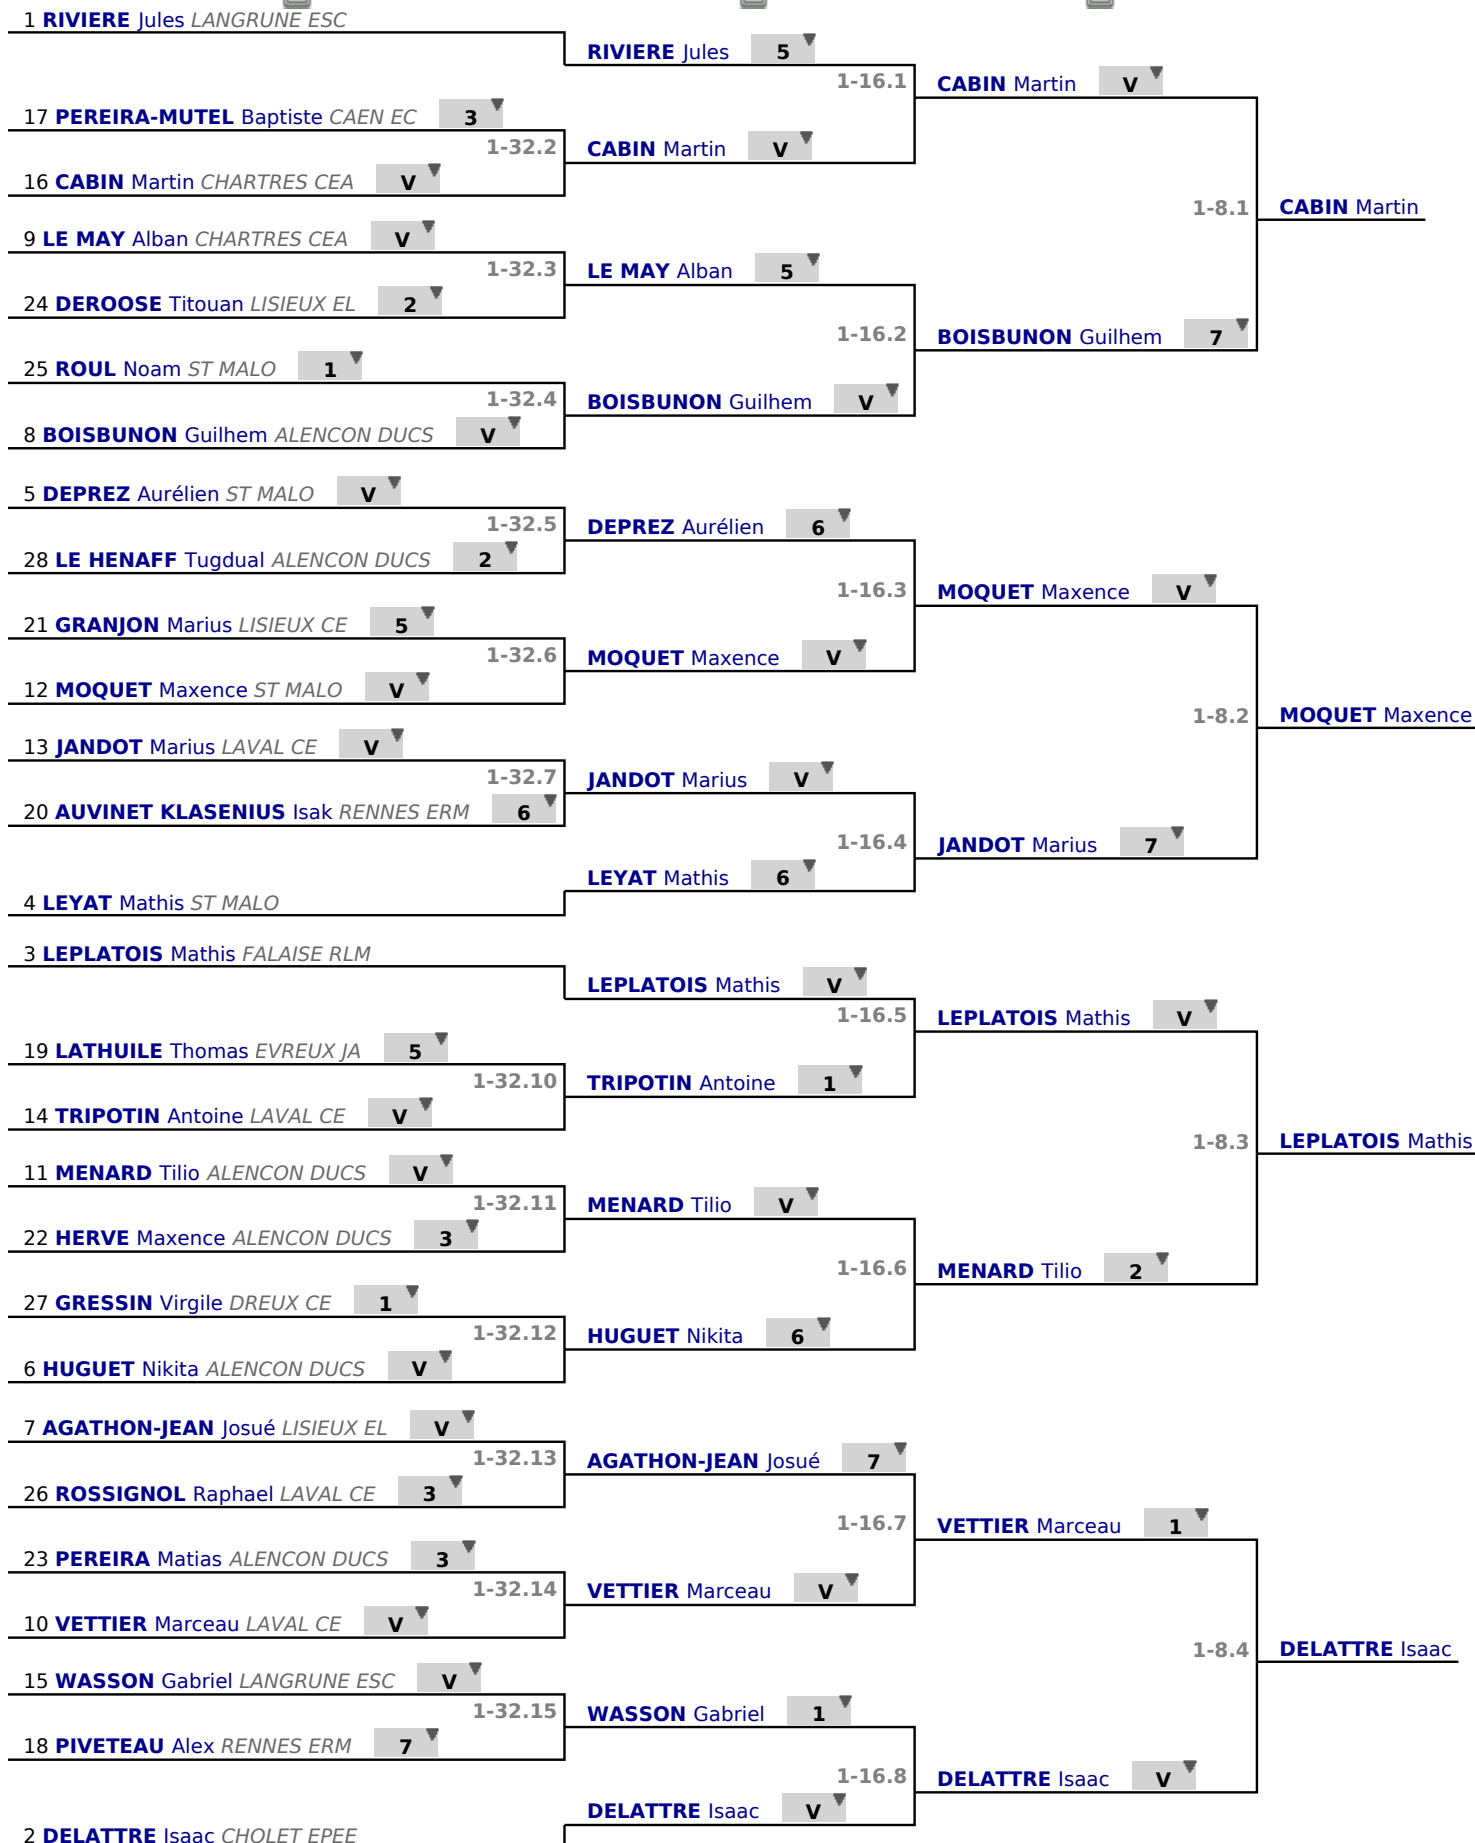 1 RIVIERE Jules LANGRUNE ESC
RIVIERE Jules 5
1-16.1
CABIN Martin V
17 PEREIRA-MUTEL Baptiste CAEN EC 3
1-32.2
CABIN Martin V
16 CABIN Martin CHARTRES CEA V
1-8.1
CABIN Martin
9 LE MAY Alban CHARTRES CEA V
1-32.3
LE MAY Alban 5
24 DEROOSE Titouan LISIEUX EL 2
1-16.2
BOISBUNON Guilhem 7
25 ROUL Noam ST MALO 1
1-32.4
BOISBUNON Guilhem V
8 BOISBUNON Guilhem ALENCON DUCS V
5 DEPREZ Aurélien ST MALO V
1-32.5
DEPREZ Aurélien 6
28 LE HENAFF Tugdual ALENCON DUCS 2
1-16.3
MOQUET Maxence V
21 GRANJON Marius LISIEUX CE 5
1-32.6
MOQUET Maxence V
12 MOQUET Maxence ST MALO V
1-8.2
MOQUET Maxence
13 JANDOT Marius LAVAL CE V
1-32.7
JANDOT Marius V
20 AUVINET KLASENIUS Isak RENNES ERM 6
1-16.4
JANDOT Marius 7
LEYAT Mathis 6
4 LEYAT Mathis ST MALO
3 LEPLATOIS Mathis FALAISE RLM
LEPLATOIS Mathis V
1-16.5
LEPLATOIS Mathis V
19 LATHUILE Thomas EVREUX JA 5
1-32.10
TRIPOTIN Antoine 1
14 TRIPOTIN Antoine LAVAL CE V
1-8.3
LEPLATOIS Mathis
11 MENARD Tilio ALENCON DUCS V
1-32.11
MENARD Tilio V
22 HERVE Maxence ALENCON DUCS 3
1-16.6
MENARD Tilio 2
27 GRESSIN Virgile DREUX CE 1
1-32.12
HUGUET Nikita 6
6 HUGUET Nikita ALENCON DUCS V
7 AGATHON-JEAN Josué LISIEUX EL V
1-32.13
AGATHON-JEAN Josué 7
26 ROSSIGNOL Raphael LAVAL CE 3
1-16.7
VETTIER Marceau 1
23 PEREIRA Matias ALENCON DUCS 3
1-32.14
VETTIER Marceau V
10 VETTIER Marceau LAVAL CE V
1-8.4
DELATTRE Isaac
15 WASSON Gabriel LANGRUNE ESC V
1-32.15
WASSON Gabriel 1
18 PIVETEAU Alex RENNES ERM 7
1-16.8
DELATTRE Isaac V
DELATTRE Isaac V
2 DELATTRE Isaac CHOLET EPEE